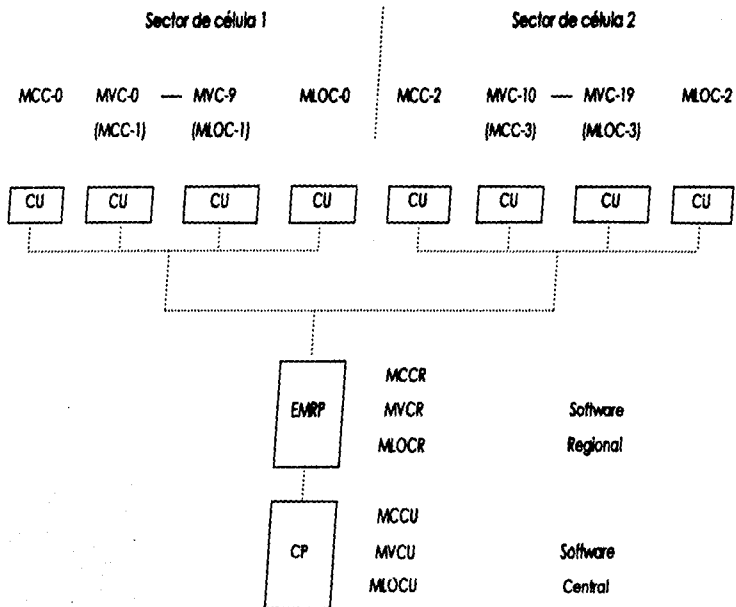 Sector de célula 1
Sector de célula 2
MCC-0 MVC-0 — MVC-9 MLOC-0 MCC-2 MVC-10 — MVC-19 MLOC-2
(MCC-1) (MLOC-1) (MCC-3) (MLOC-3)
CU CU CU CU CU CU CU CU
MCCR
EMRP MVCR Software
MLOCR Regional
MCCU
CP MVCU Software
MLOCU Central